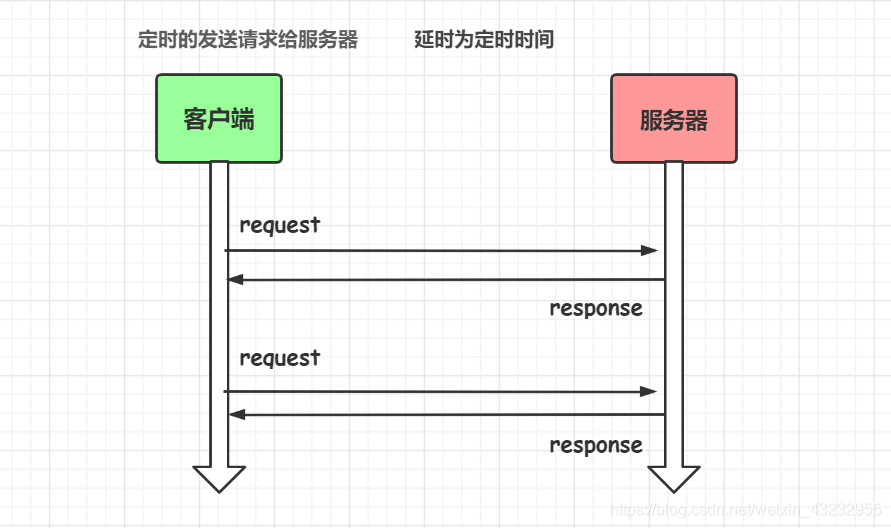 定时的发送请求给服务器 延时为定时时间
客户端 服务器
request
response
request
response
https://blog.csdn.net/weixin_43232956